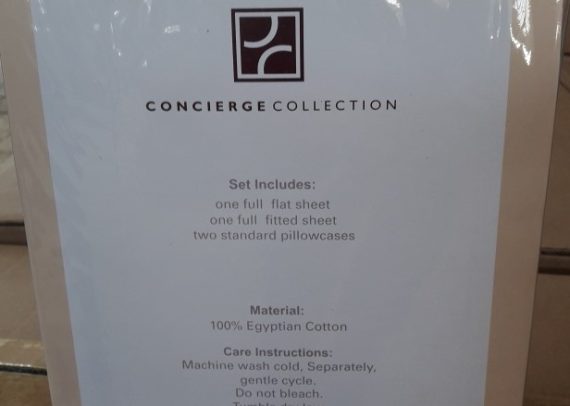 CONCIERGE COLLECTION
Set Includes:
one full flat sheet
one full fitted sheet
two standard pillowcases
Material:
100% Egyptian Cotton
Care Instructions:
Machine wash cold, Separately,
gentle cycle.
Do not bleach.